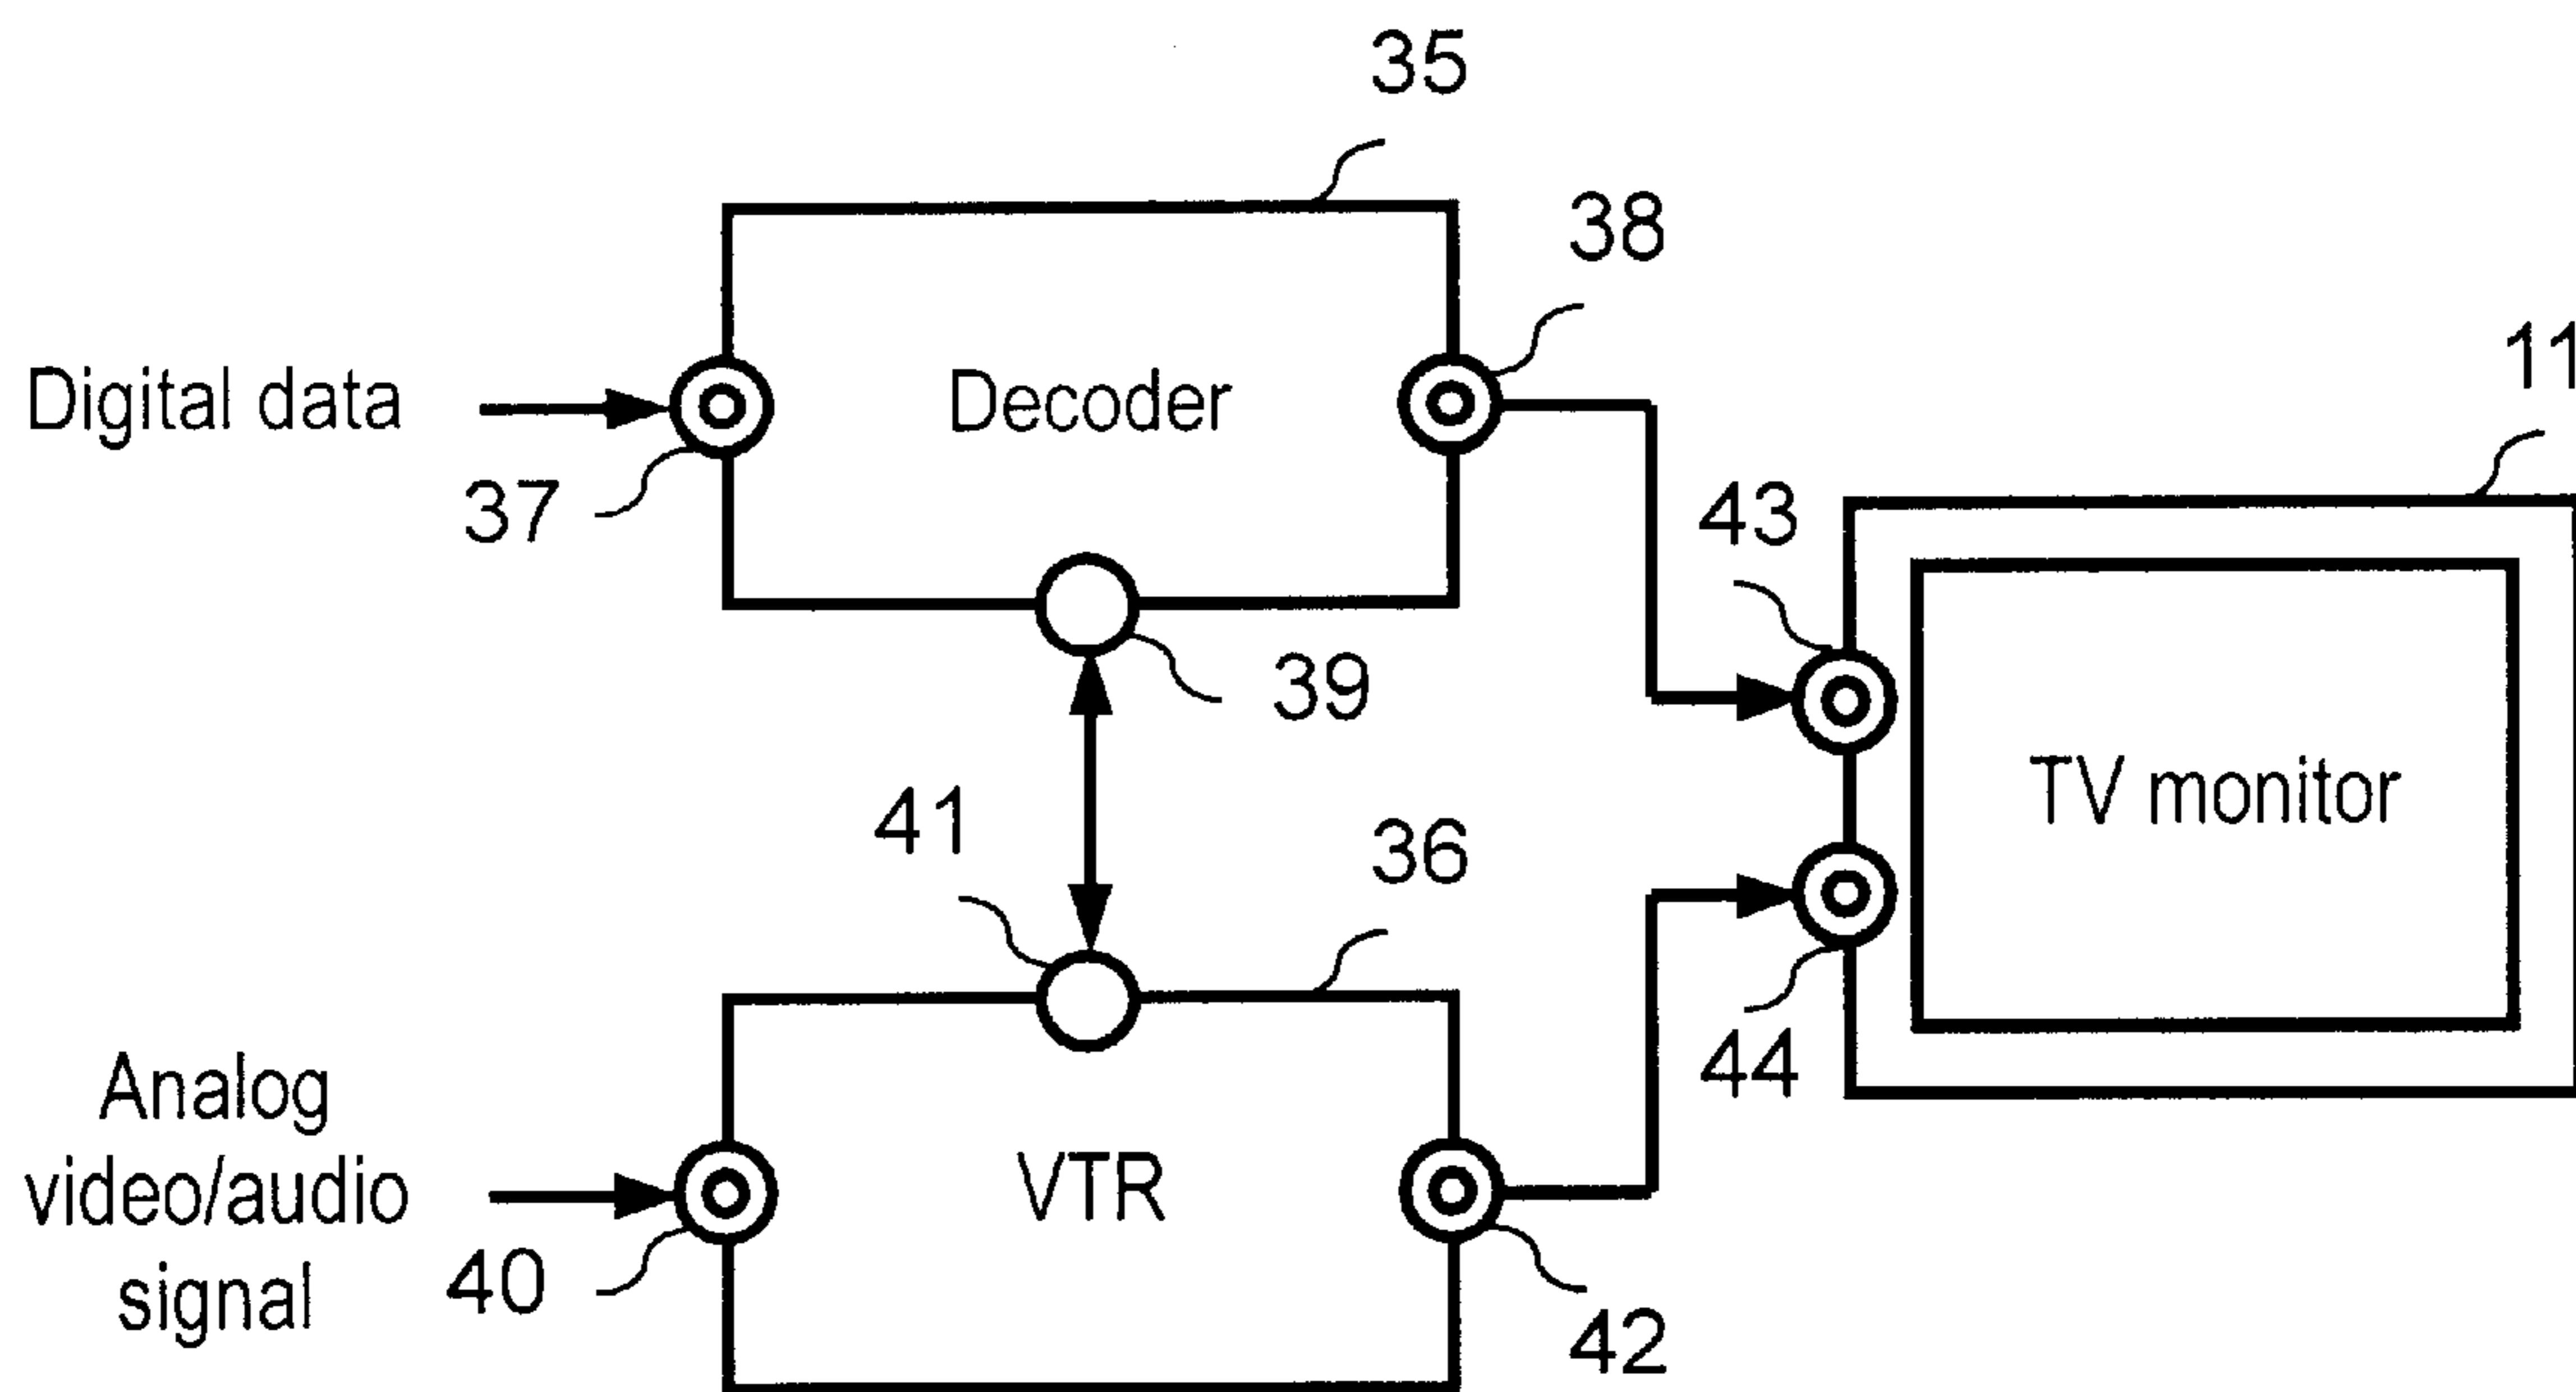 35
38
11
Digital data
Decoder
37
43
39
TV monitor
41
36
44
Analog
video/audio
signal
VTR
40
42